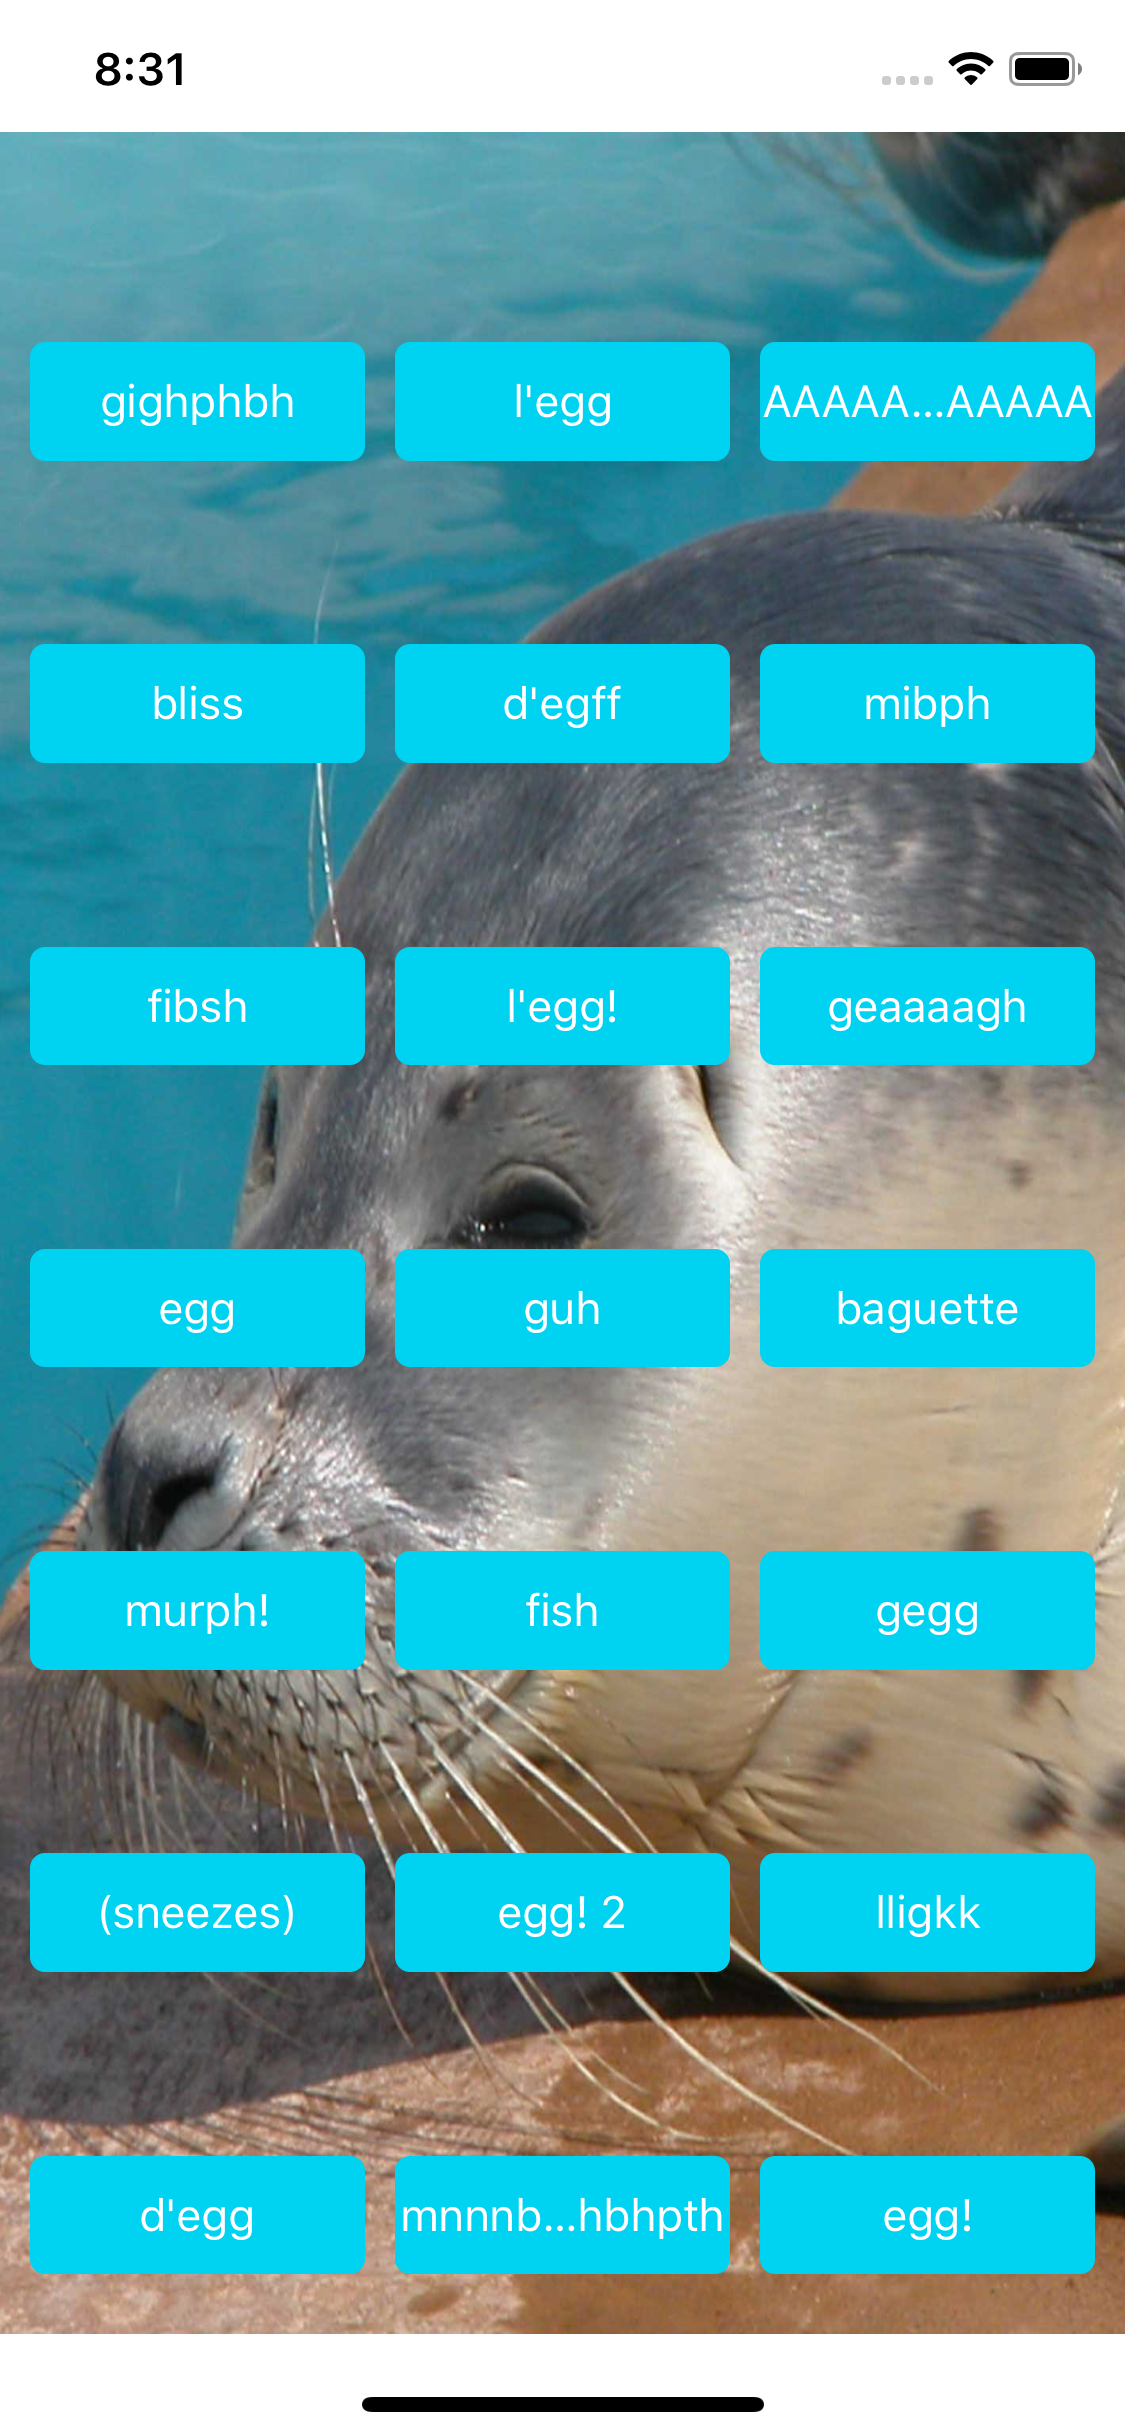 8:31
gighphbh
l'egg
AAAAA...AAAAA
bliss
d'egff
mibph
fibsh
l'egg!
geaaaagh
egg
guh
baguette
murph!
fish
gegg
(sneezes)
egg! 2
lligkk
d'egg
mnnnb...hbhpth
egg!